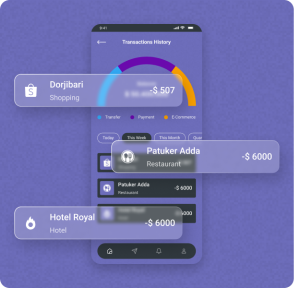 9:41
Transactions History
Dorjibari
Shopping
-$ 507
Transfer
Payment
E-Commerce
Today
This Week
This Month
Patuker Adda
Restaurant
-$ 6000
Patuker Adda
Restaurant
-$ 6000
Hotel Royal
Hotel
-$ 6000